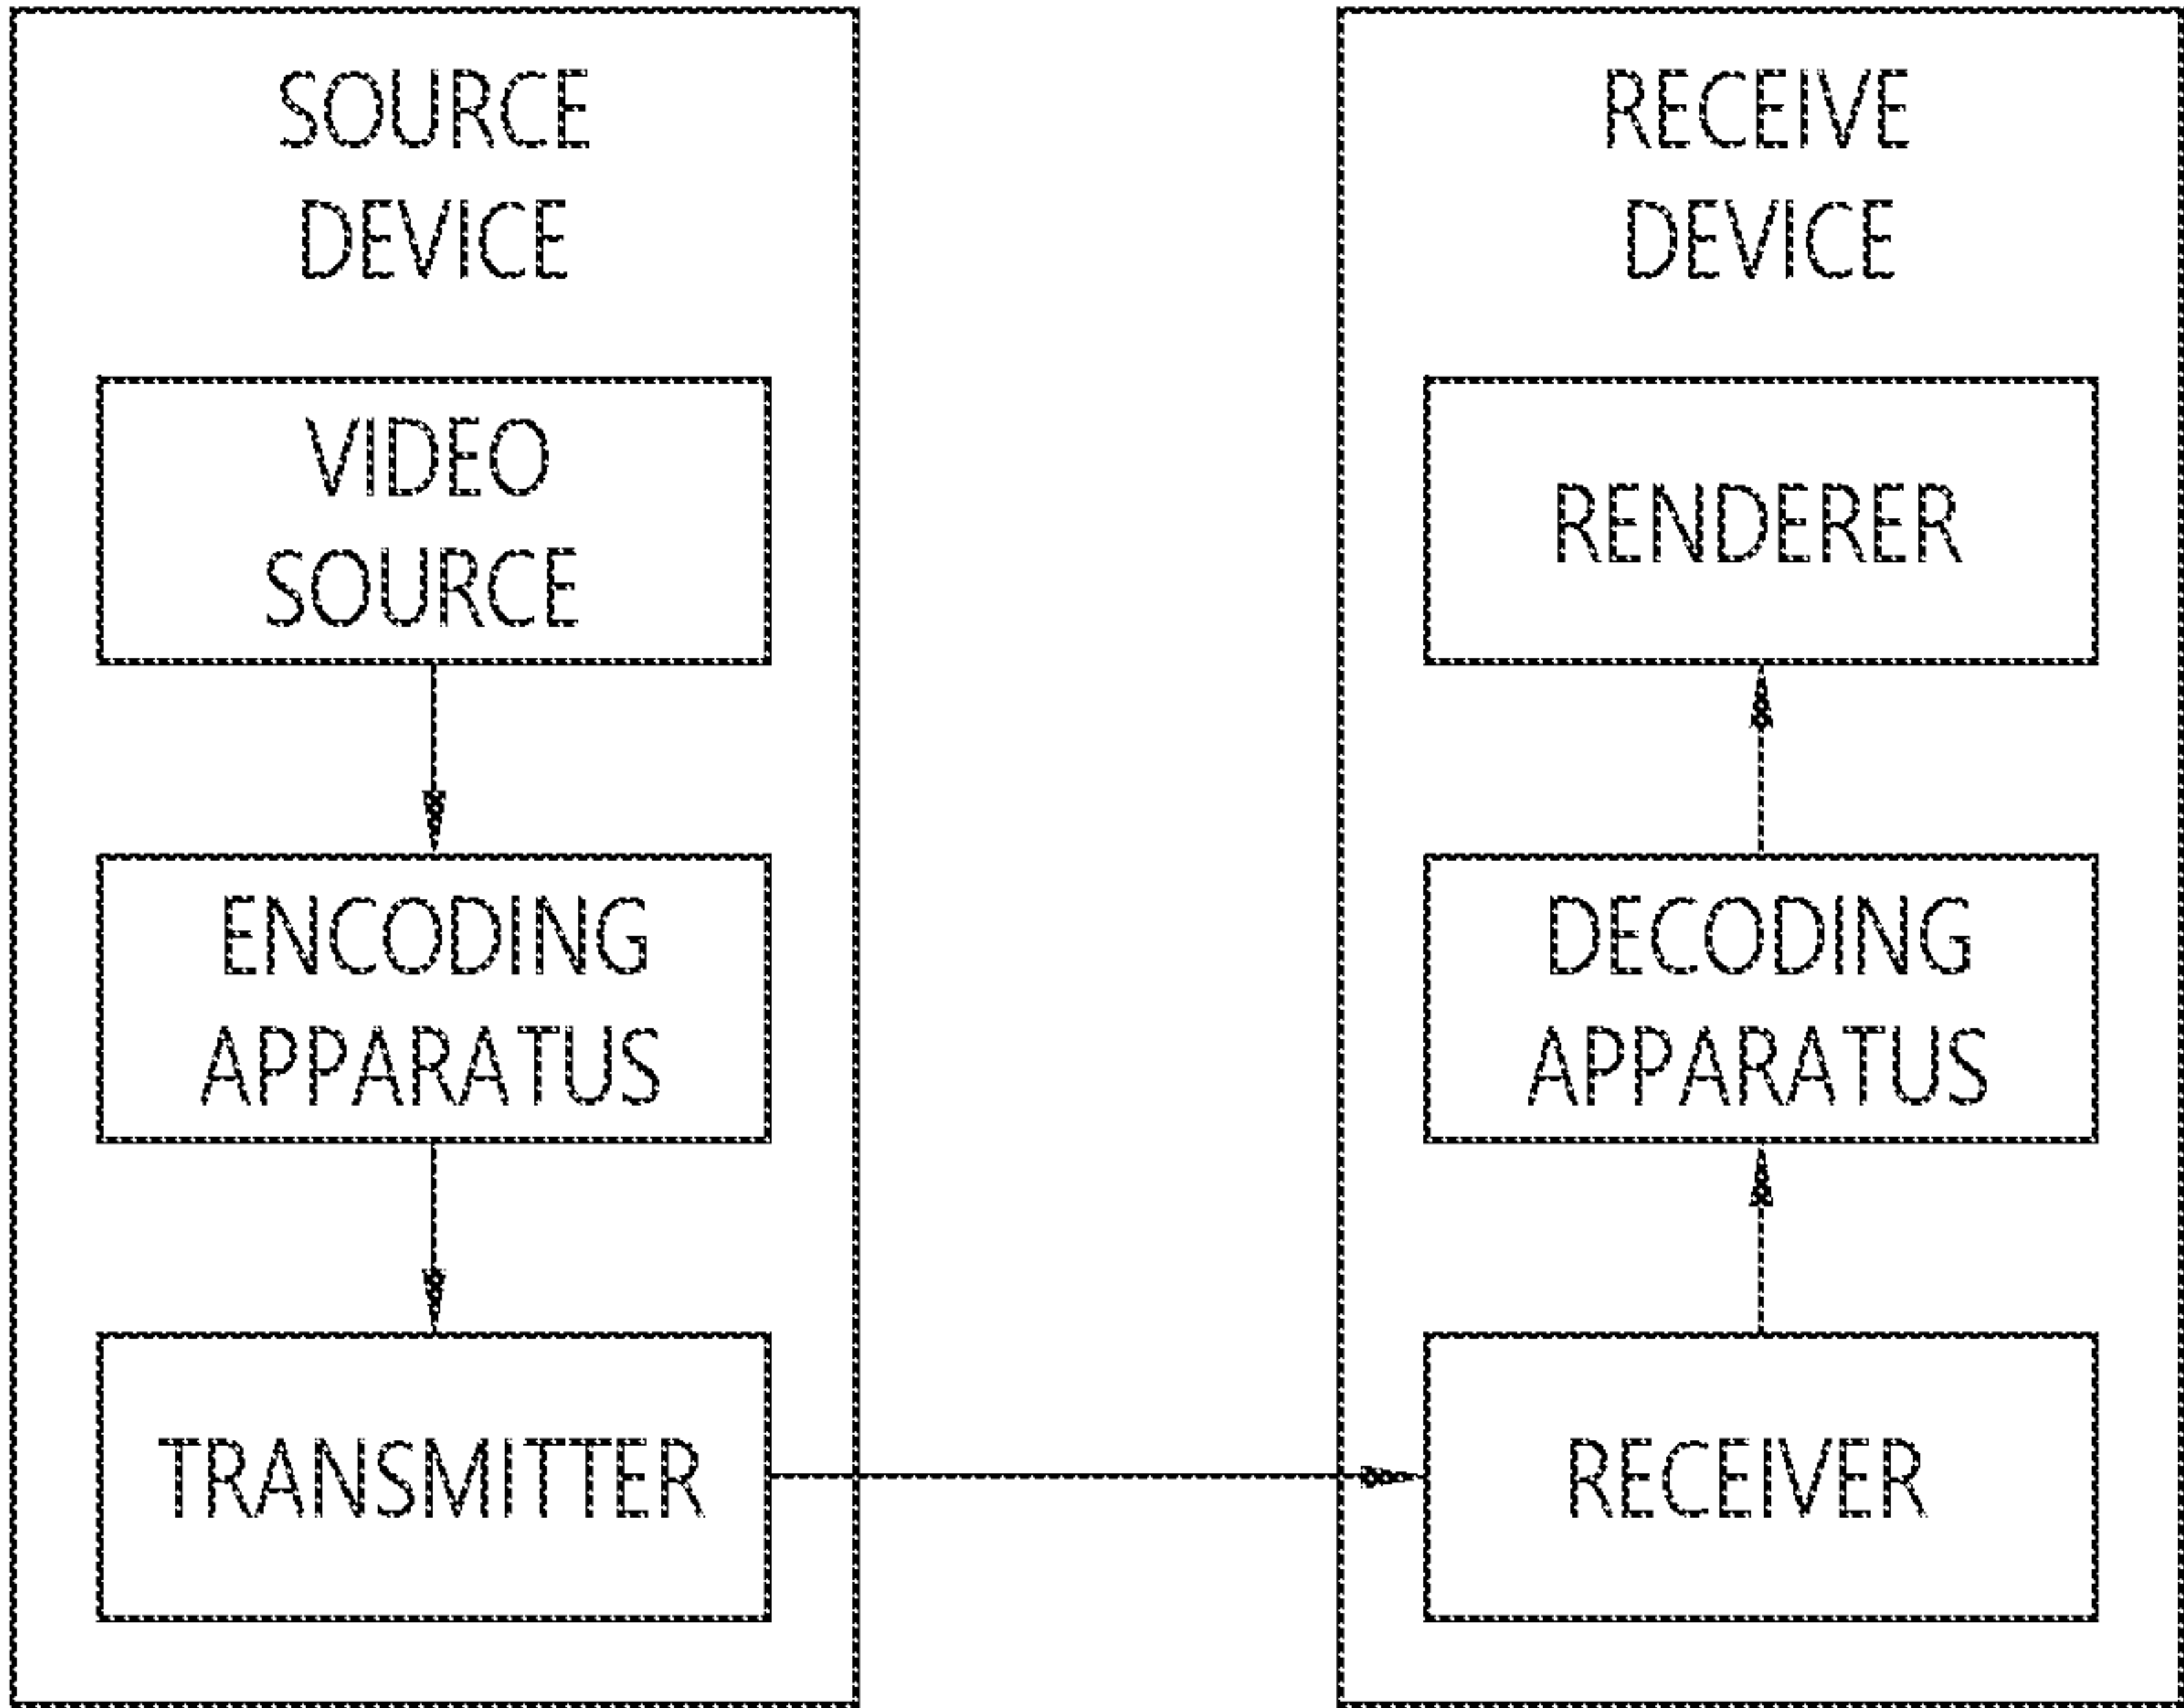 SOURCE
DEVICE
VIDEO
SOURCE
ENCODING
APPARATUS
TRANSMITTER
RECEIVE
DEVICE
RENDERER
DECODING
APPARATUS
RECEIVER